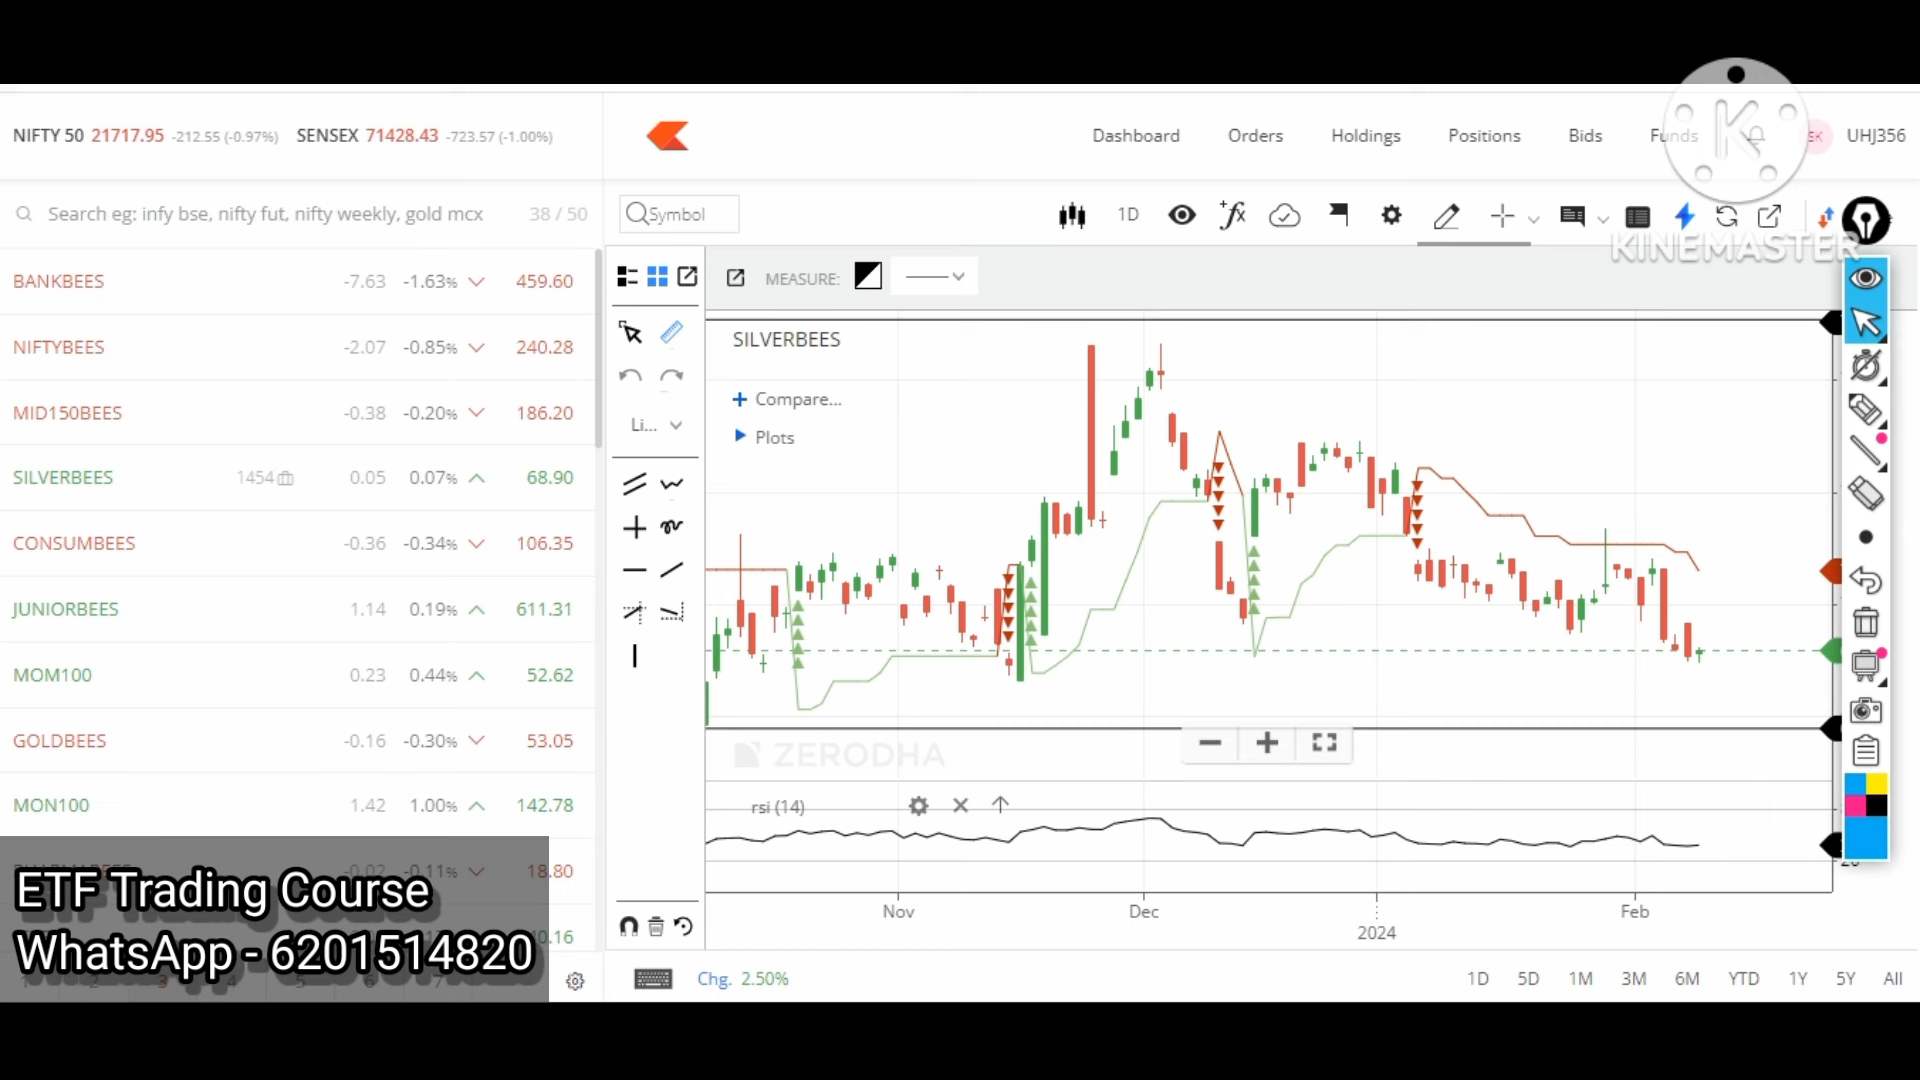 NIFTY 50 21717.95 -212.55 (-0.97%) SENSEX 71428.43 -723.57 (-1.00%)
Dashboard Orders Holdings Positions Bids Funds UHJ356
Search eg: infy bse, nifty fut, nifty weekly, gold mcx 38 / 50
Symbol 1D
KINEMASTER
BANKBEES -7.63 -1.63% 459.60
NIFTYBEES -2.07 -0.85% 240.28
MID150BEES -0.38 -0.20% 186.20
SILVERBEES 1454 0.05 0.07% 68.90
CONSUMBEES -0.36 -0.34% 106.35
JUNIORBEES 1.14 0.19% 611.31
MOM100 0.23 0.44% 52.62
GOLDBEES -0.16 -0.30% 53.05
MON100 1.42 1.00% 142.78
-0.02 -0.11% 18.80
ETF Trading Course
WhatsApp - 6201514820
MEASURE:
SILVERBEES
Compare...
Plots
Li...
ZERODHA
rsi (14)
Nov Dec 2024 Feb
Chg. 2.50%
1D 5D 1M 3M 6M YTD 1Y 5Y All